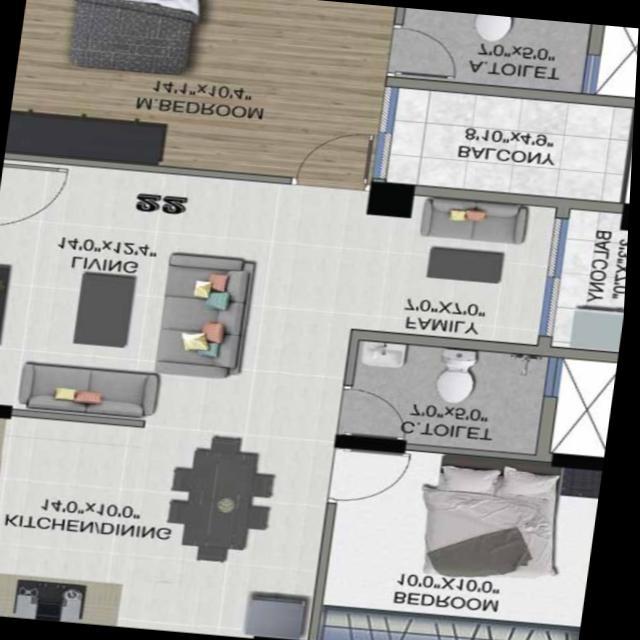 BEDROOM
10'0"X10'0"
KITCHEN/DINING
14'0"x10'0"
C.TOILET
7'0"x5'0"
FAMILY
7'0"X7'0"
LIVING
14'0"x12'4"
BALCONY
BALCONY
8'10"x4'9"
M.BEDROOM
14'1"x10'4"
A.TOILET
7'0"x5'0"